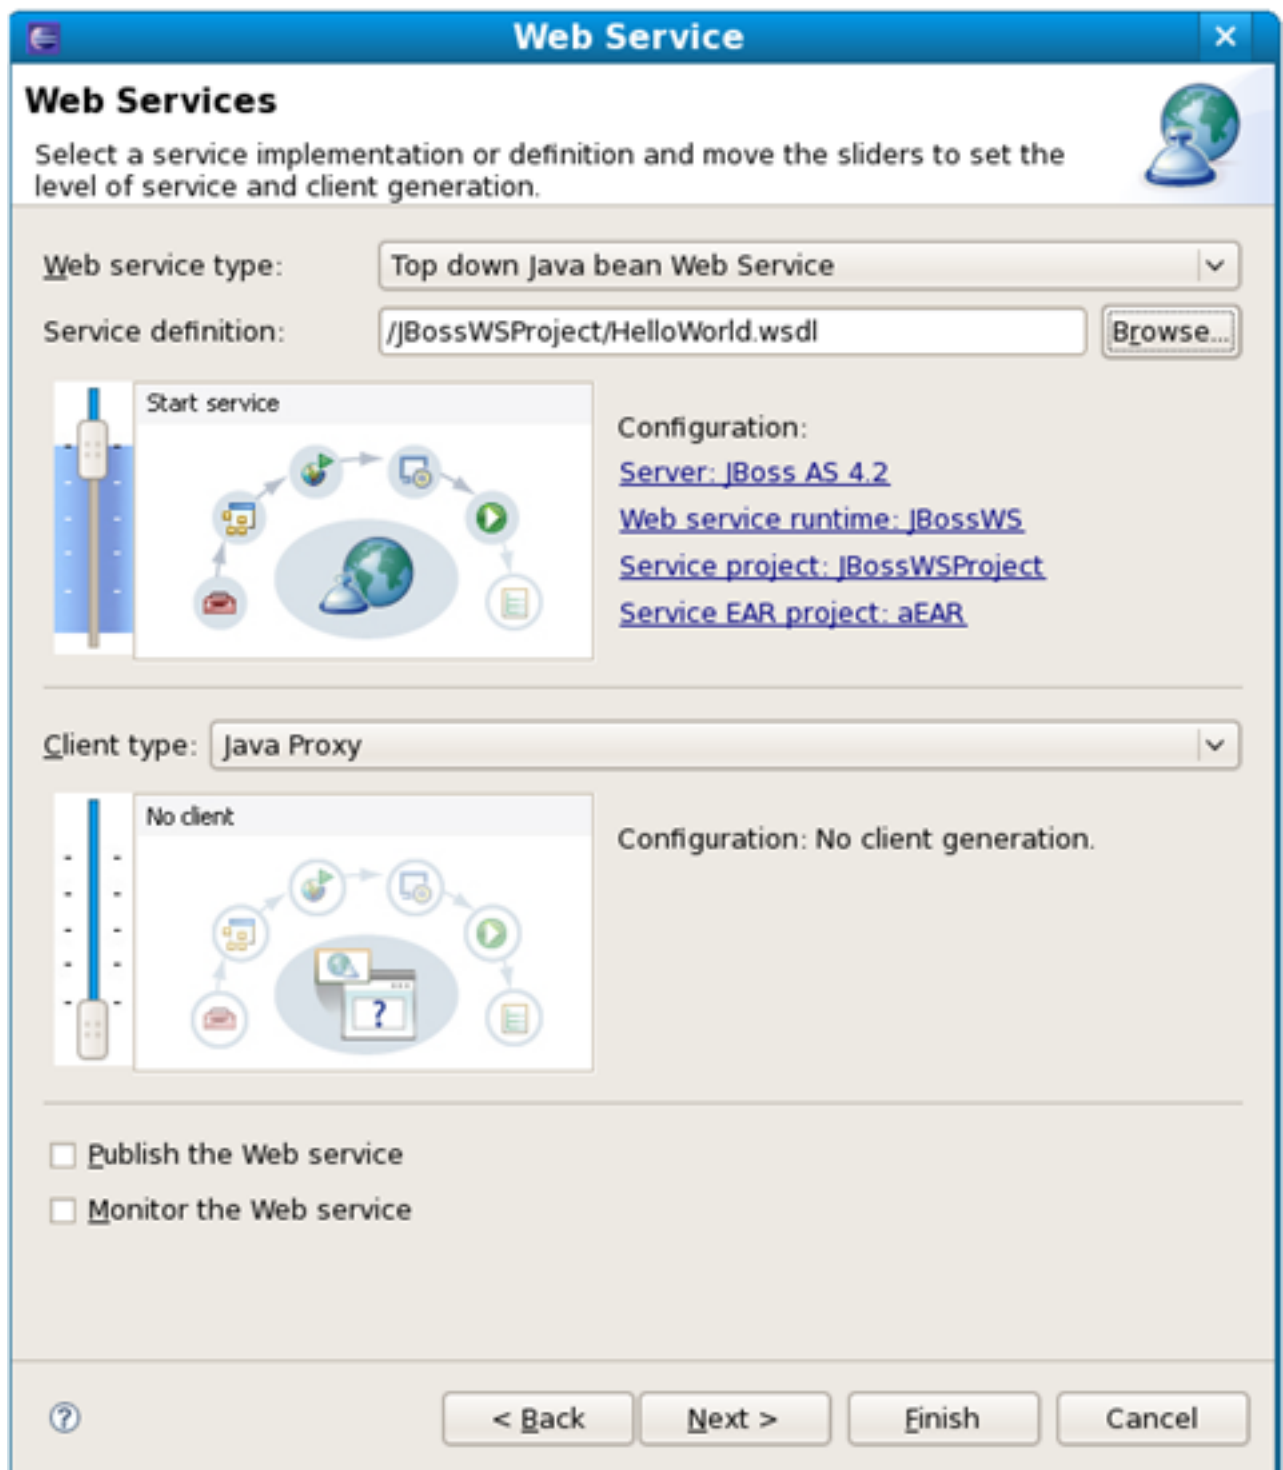 Web Service
Web Services
Select a service implementation or definition and move the sliders to set the
level of service and client generation.
Web service type: Top down Java bean Web Service
Service definition: /JBossWSProject/HelloWorld.wsdl Browse...
Start service
Configuration:
Server: JBoss AS 4.2
Web service runtime: JBossWS
Service project: JBossWSProject
Service EAR project: aEAR
Client type: Java Proxy
No client
Configuration: No client generation.
?
Publish the Web service
Monitor the Web service
? < Back Next > Finish Cancel